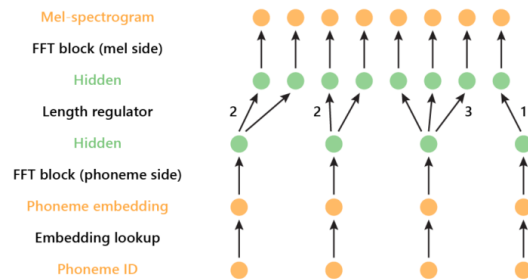 Mel-spectrogram
FFT block (mel side)
Hidden
Length regulator
2
2
3
1
Hidden
FFT block (phoneme side)
Phoneme embedding
Embedding lookup
Phoneme ID